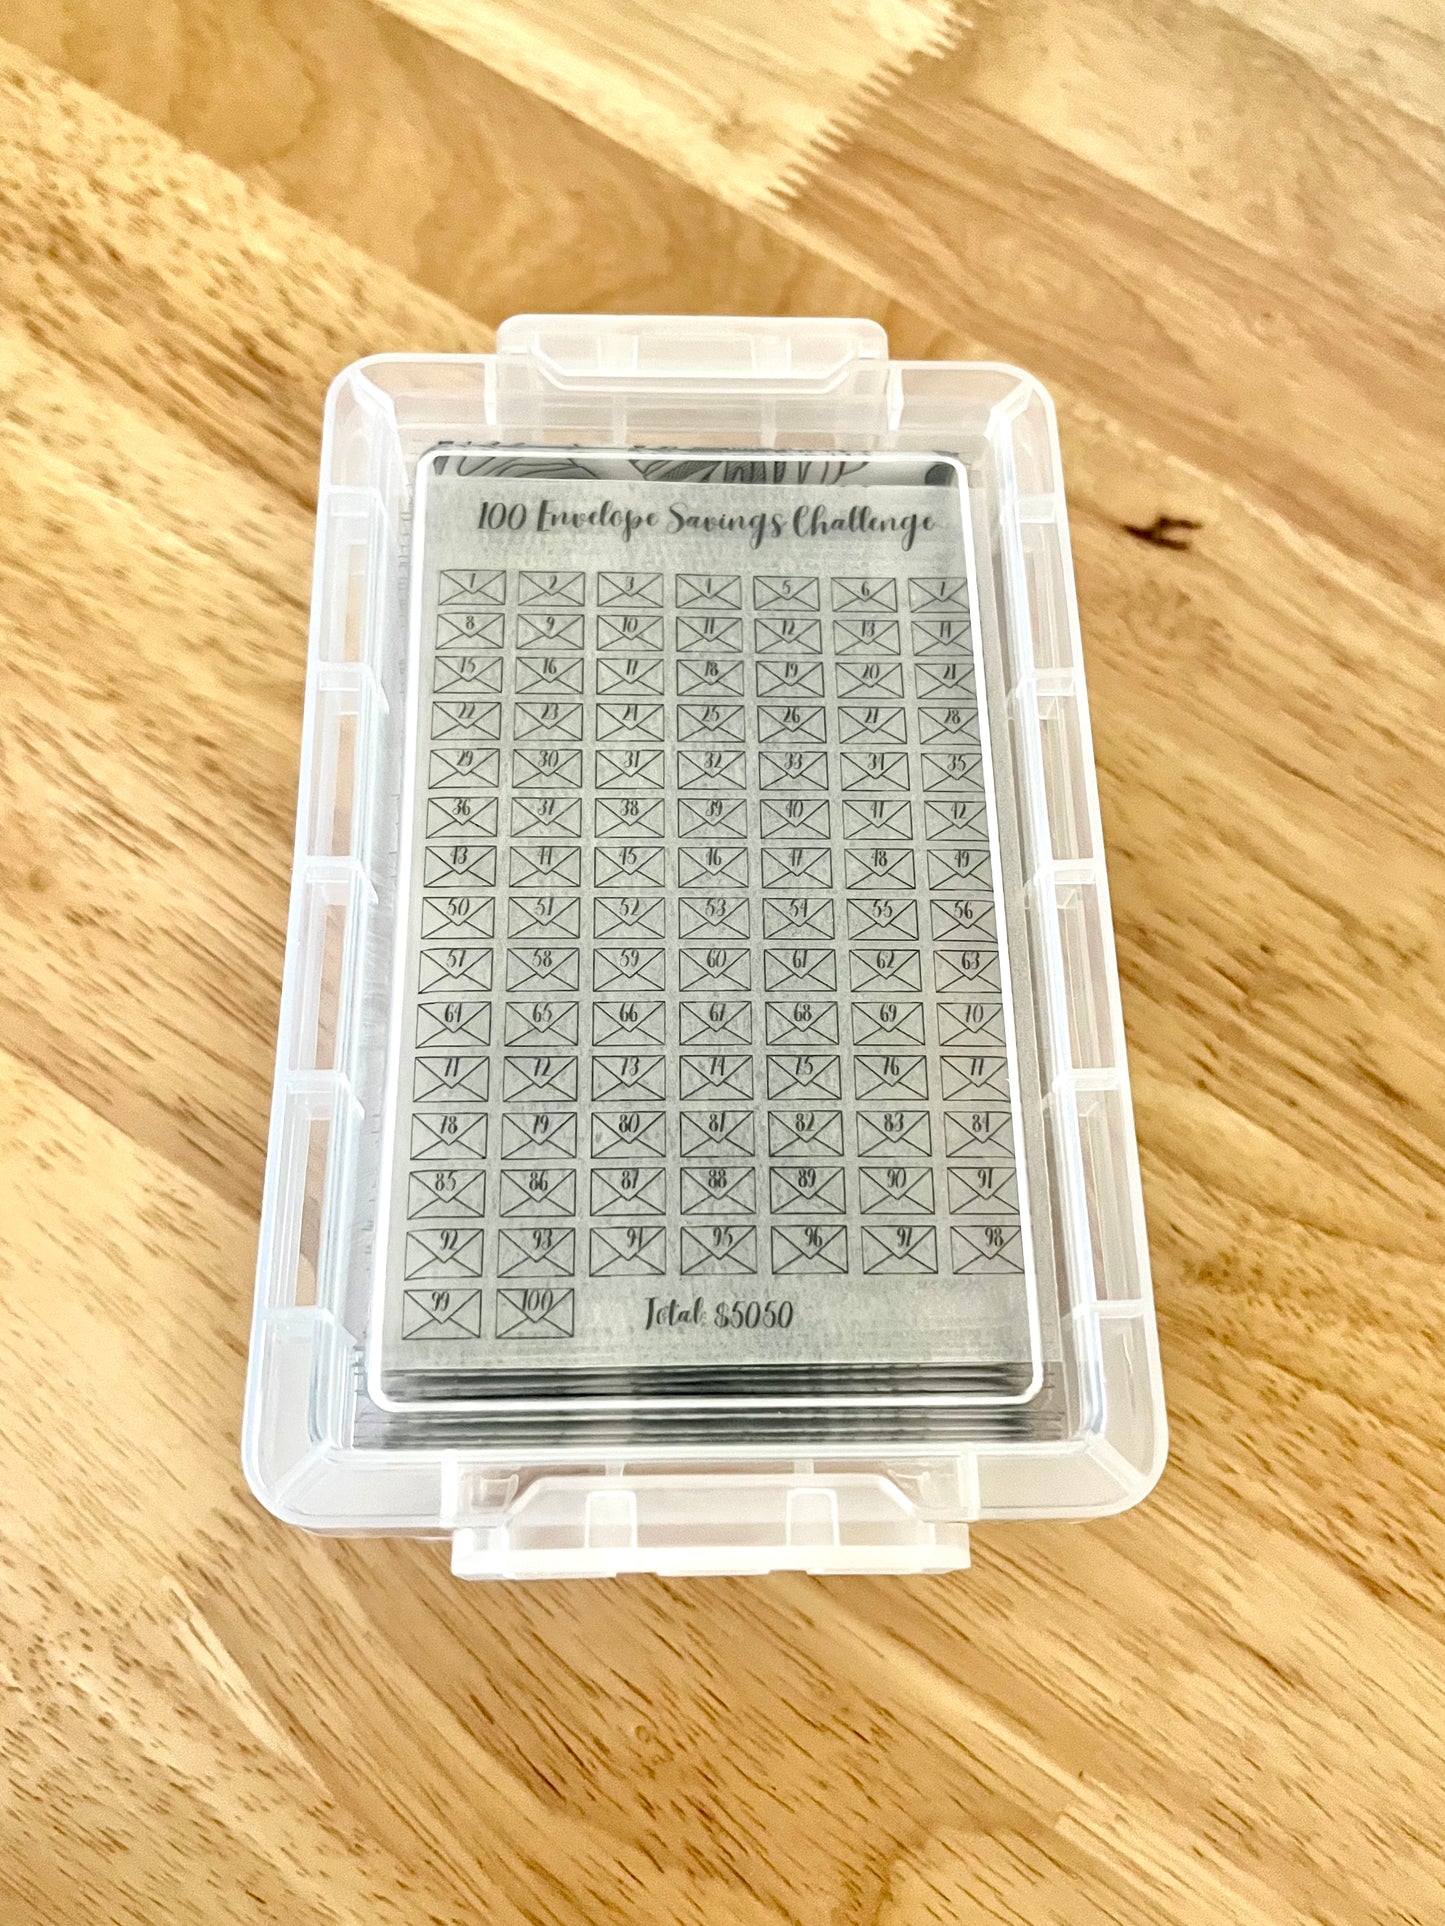 100 Envelope Savings Challenge
1 2 3 4 5 6 7
8 9 10 11 12 13 14
15 16 17 18 19 20 21
22 23 24 25 26 27 28
29 30 31 32 33 34 35
36 37 38 39 40 41 42
43 44 45 46 47 48 49
50 51 52 53 54 55 56
57 58 59 60 61 62 63
64 65 66 67 68 69 70
71 72 73 74 75 76 77
78 79 80 81 82 83 84
85 86 87 88 89 90 91
92 93 94 95 96 97 98
99 100 Total: $5050